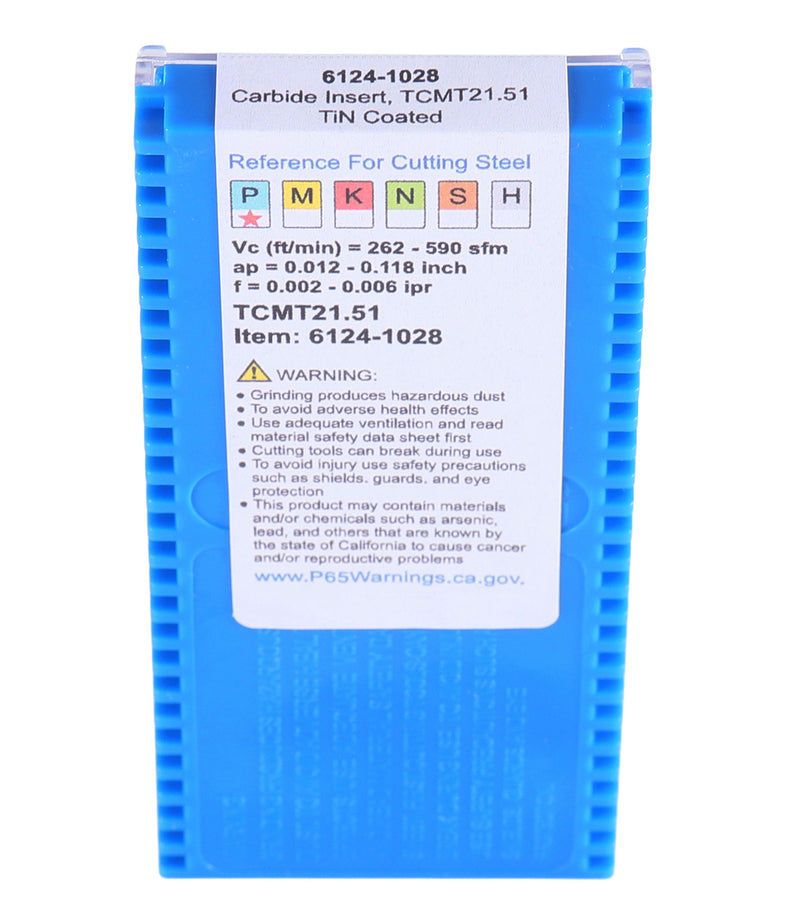 6124-1028
Carbide Insert, TCMT21.51
TiN Coated
Reference For Cutting Steel
P M K N S H
Vc (ft/min) = 262 - 590 sfm
ap = 0.012 - 0.118 inch
f = 0.002 - 0.006 ipr
TCMT21.51
Item: 6124-1028
WARNING:
• Grinding produces hazardous dust
• To avoid adverse health effects
• Use adequate ventilation and read
material safety data sheet first
• Cutting tools can break during use
• To avoid injury use safety precautions
such as shields. guards. and eye
protection
• This product may contain materials
and/or chemicals such as arsenic,
lead, and others that are known by
the state of California to cause cancer
and/or reproductive problems
www.P65Warnings.ca.gov.